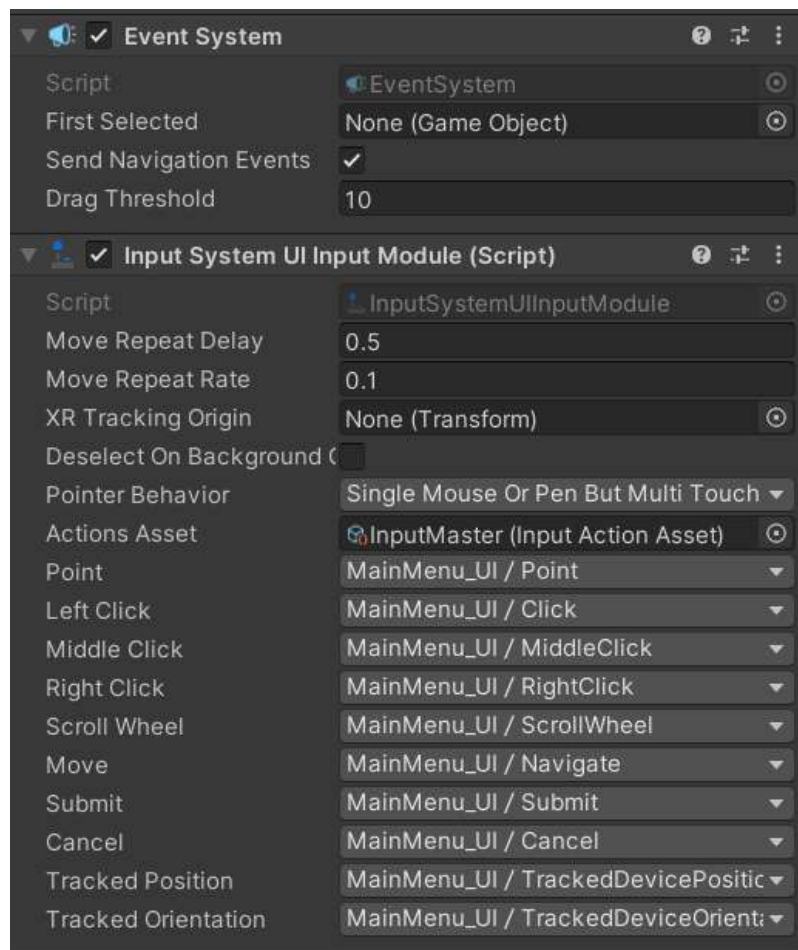 Event System
Script EventSystem
First Selected None (Game Object)
Send Navigation Events
Drag Threshold 10
Input System UI Input Module (Script)
Script InputSystemUIInputModule
Move Repeat Delay 0.5
Move Repeat Rate 0.1
XR Tracking Origin None (Transform)
Deselect On Background
Pointer Behavior Single Mouse Or Pen But Multi Touch
Actions Asset InputMaster (Input Action Asset)
Point MainMenu_UI / Point
Left Click MainMenu_UI / Click
Middle Click MainMenu_UI / MiddleClick
Right Click MainMenu_UI / RightClick
Scroll Wheel MainMenu_UI / ScrollWheel
Move MainMenu_UI / Navigate
Submit MainMenu_UI / Submit
Cancel MainMenu_UI / Cancel
Tracked Position MainMenu_UI / TrackedDevicePositic
Tracked Orientation MainMenu_UI / TrackedDeviceOrienta